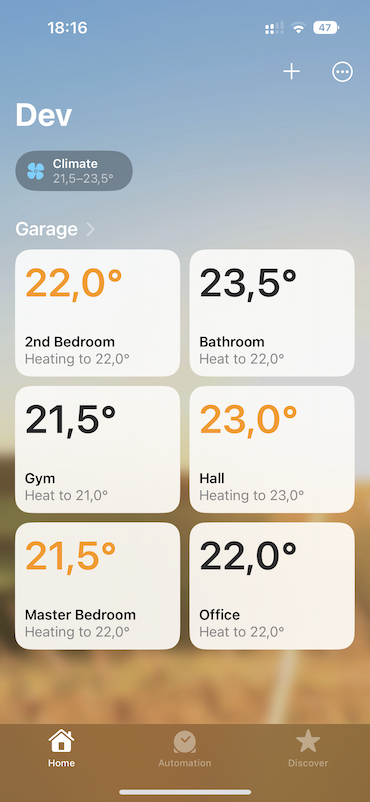 18:16
47
Dev
Climate
21,5–23,5°
Garage
22,0°
2nd Bedroom
Heating to 22,0°
23,5°
Bathroom
Heat to 22,0°
21,5°
Gym
Heat to 21,0°
23,0°
Hall
Heating to 23,0°
21,5°
Master Bedroom
Heating to 22,0°
22,0°
Office
Heat to 22,0°
Home
Automation
Discover